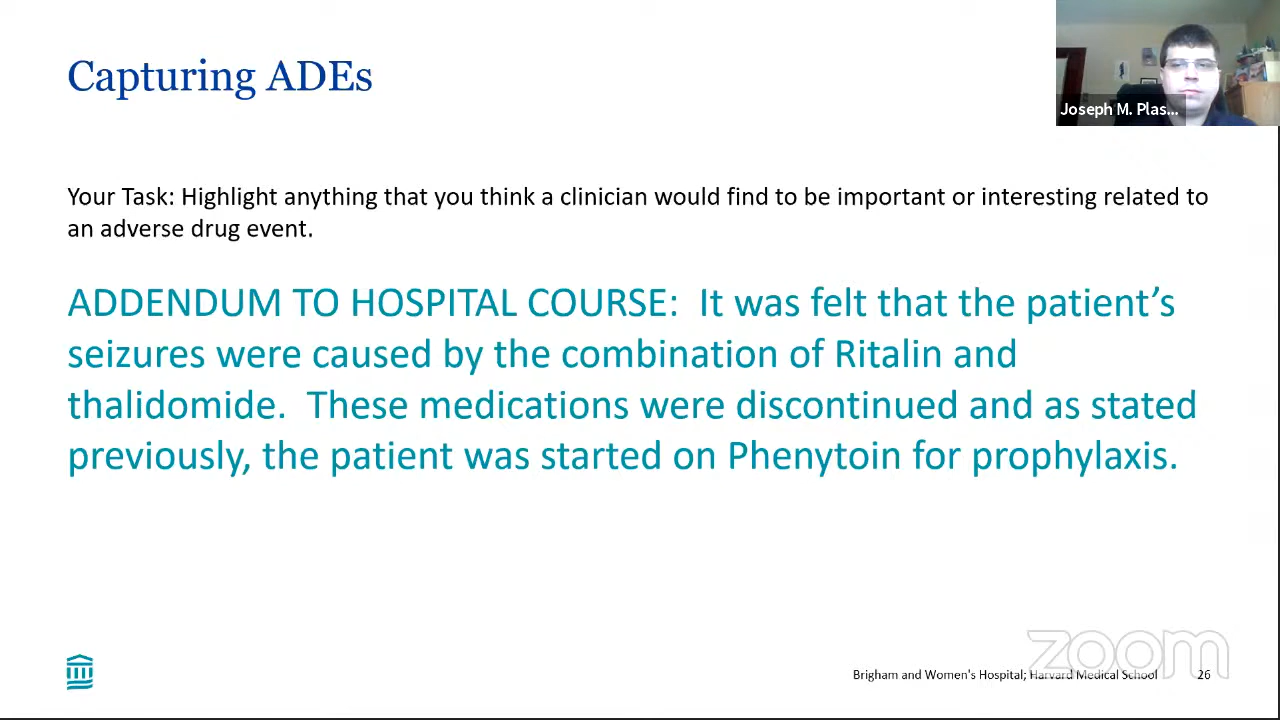 Capturing ADEs
Joseph M. Plas...
Your Task: Highlight anything that you think a clinician would find to be important or interesting related to
an adverse drug event.
ADDENDUM TO HOSPITAL COURSE:  It was felt that the patient’s
seizures were caused by the combination of Ritalin and
thalidomide.  These medications were discontinued and as stated
previously, the patient was started on Phenytoin for prophylaxis.
zoom
Brigham and Women's Hospital; Harvard Medical School
26